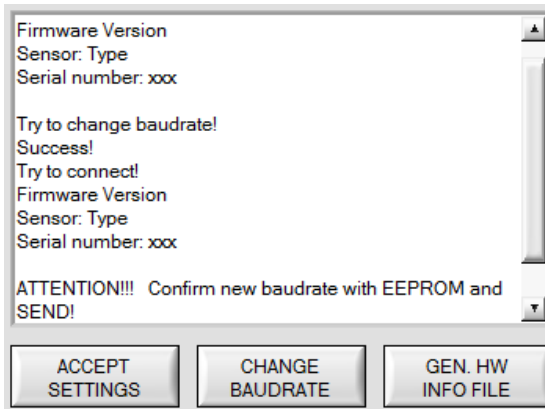 Firmware Version
Sensor: Type
Serial number: xxx
Try to change baudrate!
Success!
Try to connect!
Firmware Version
Sensor: Type
Serial number: xxx
ATTENTION!!! Confirm new baudrate with EEPROM and
SEND!
ACCEPT
SETTINGS
CHANGE
BAUDRATE
GEN. HW
INFO FILE